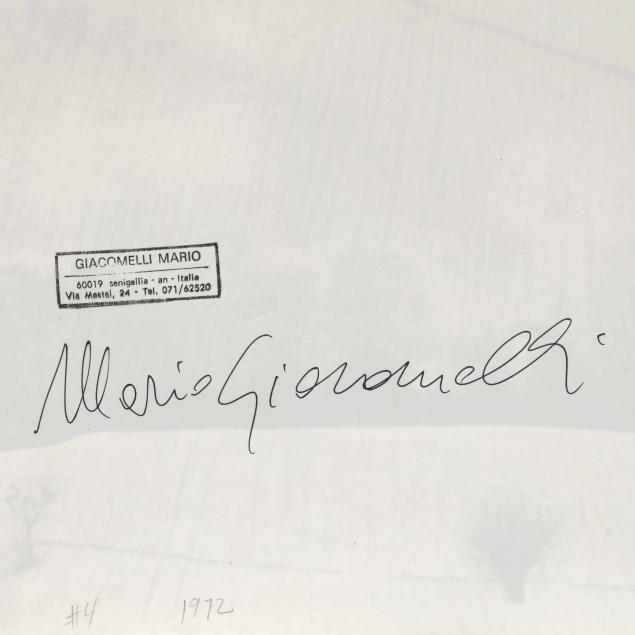 GIACOMELLI MARIO
60019 senigallia - an - Italia
Via Mastai, 24 - Tel. 071/62520
Mario Giacomelli
#4 1972